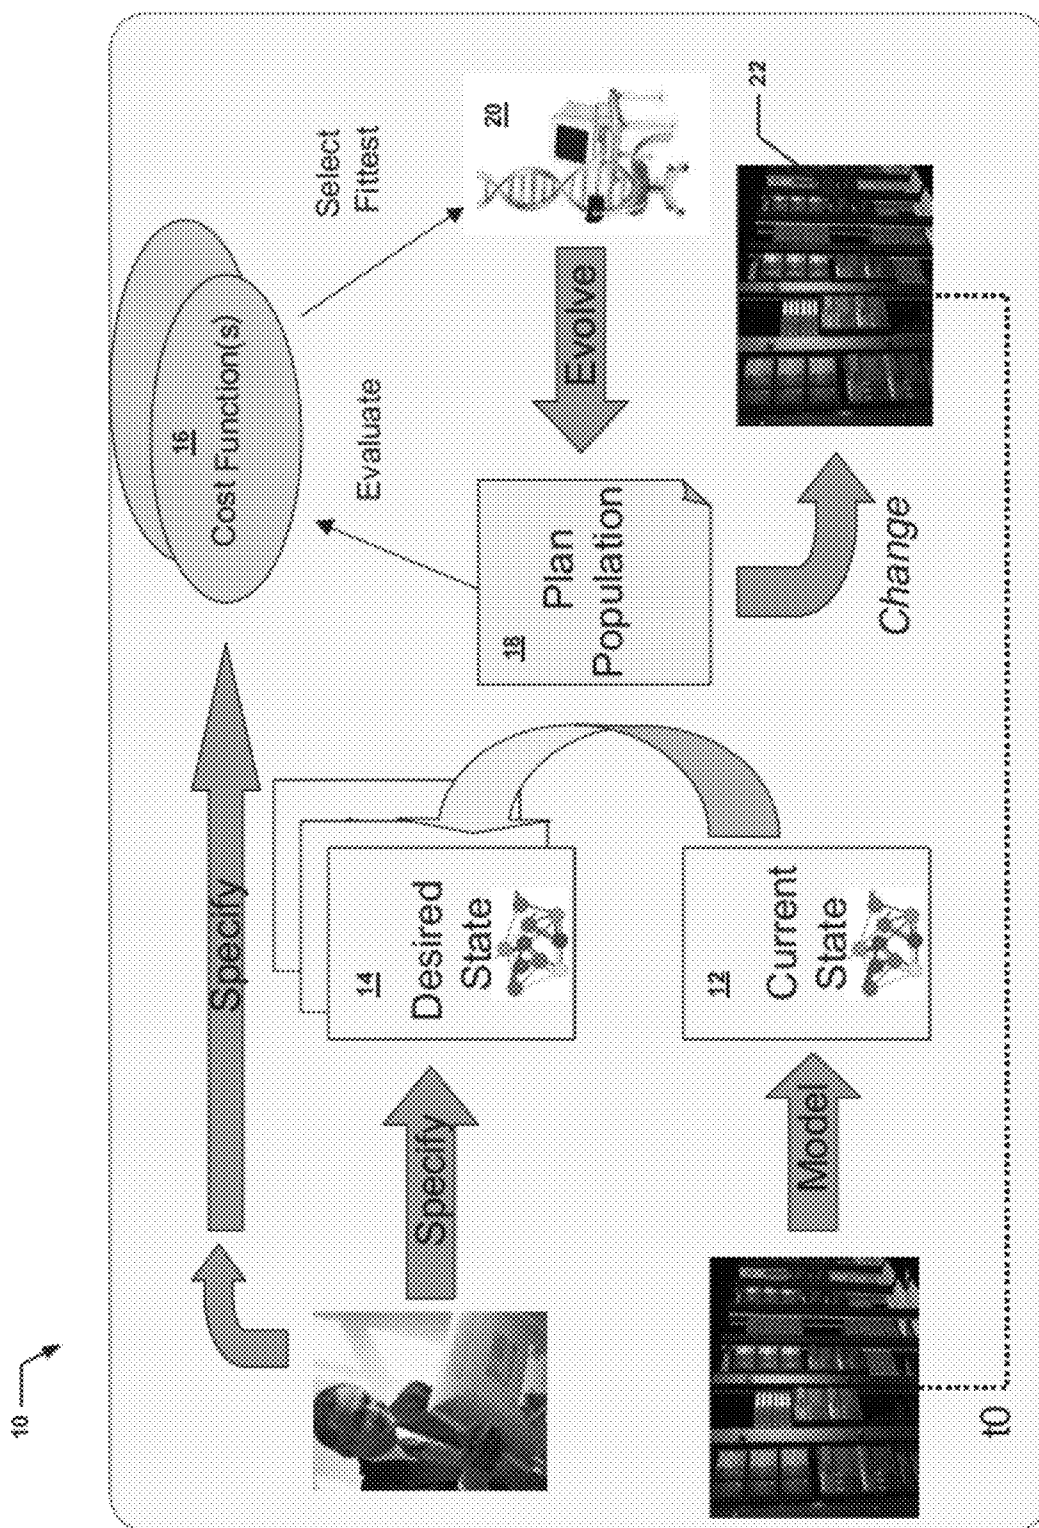 10
Specify
16
Cost Function(s)
Select
Fittest
Evaluate
20
Evolve
18
Plan
Population
Specify
14
Desired
State
22
Change
Model
12
Current
State
t0